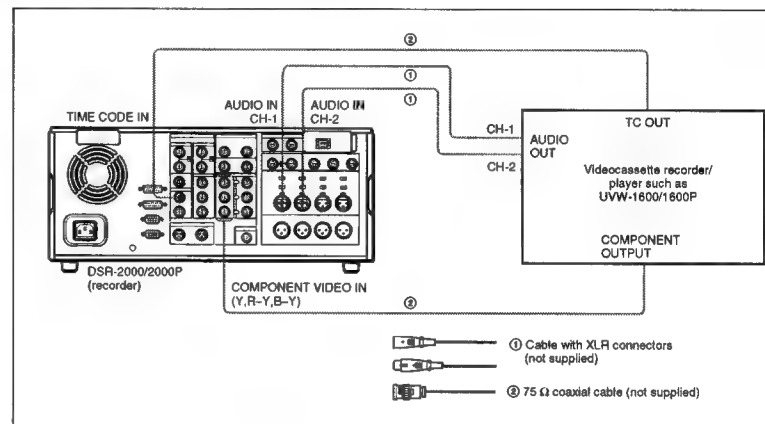 ②
①
①
AUDIO IN
CH-1
AUDIO IN
CH-2
TIME CODE IN
CH-1
CH-2
AUDIO
OUT
TC OUT
Videocassette recorder/
player such as
UVW-1600/1600P
COMPONENT
OUTPUT
DSR-2000/2000P
(recorder)
COMPONENT VIDEO IN
(Y,R–Y,B–Y)
②
① Cable with XLR connectors
(not supplied)
② 75 Ω coaxial cable (not supplied)